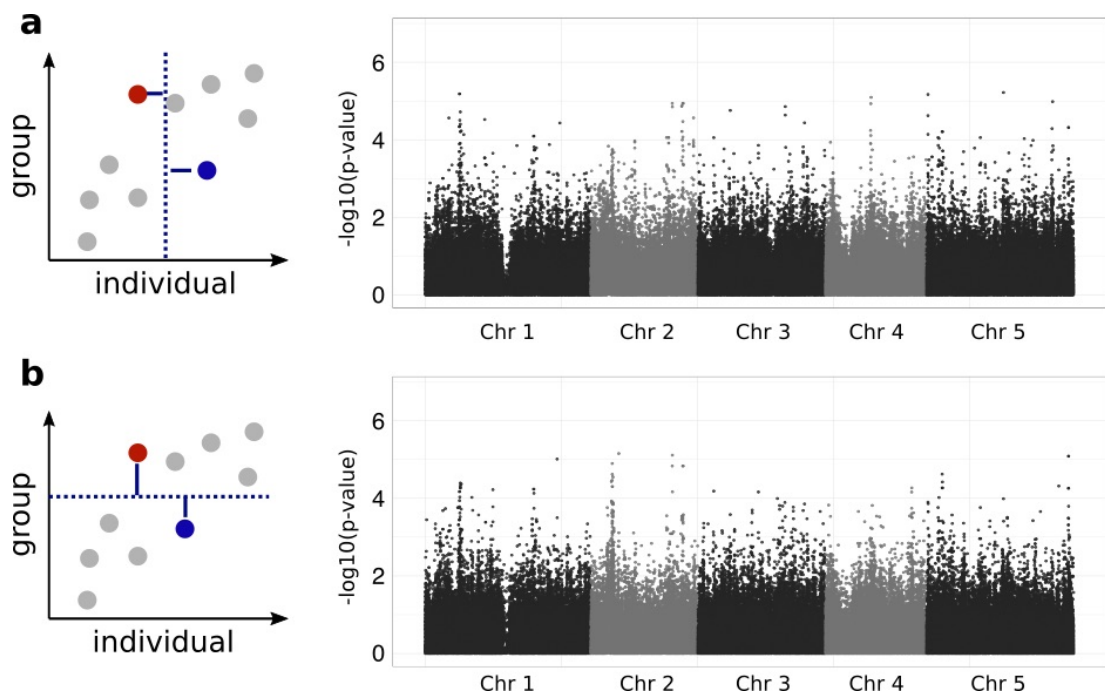 a
group
individual
-log10(p-value)
6
4
2
0
Chr 1 Chr 2 Chr 3 Chr 4 Chr 5
b
group
individual
-log10(p-value)
6
4
2
0
Chr 1 Chr 2 Chr 3 Chr 4 Chr 5